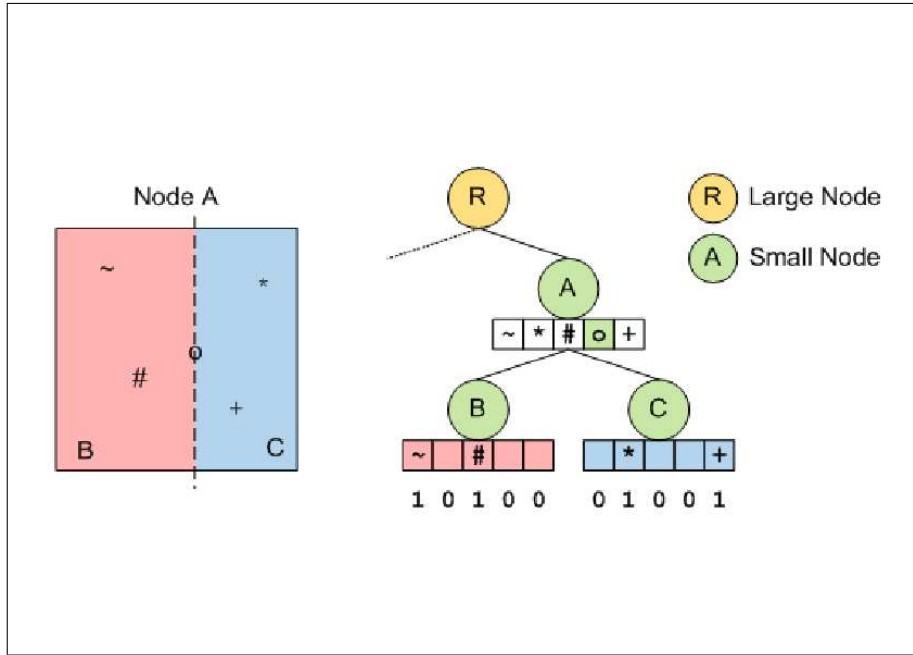 Node A
~
*
o
#
+
B
C
R
A
~ * # o +
B
C
~ #
* +
1 0 1 0 0
0 1 0 0 1
R Large Node
A Small Node